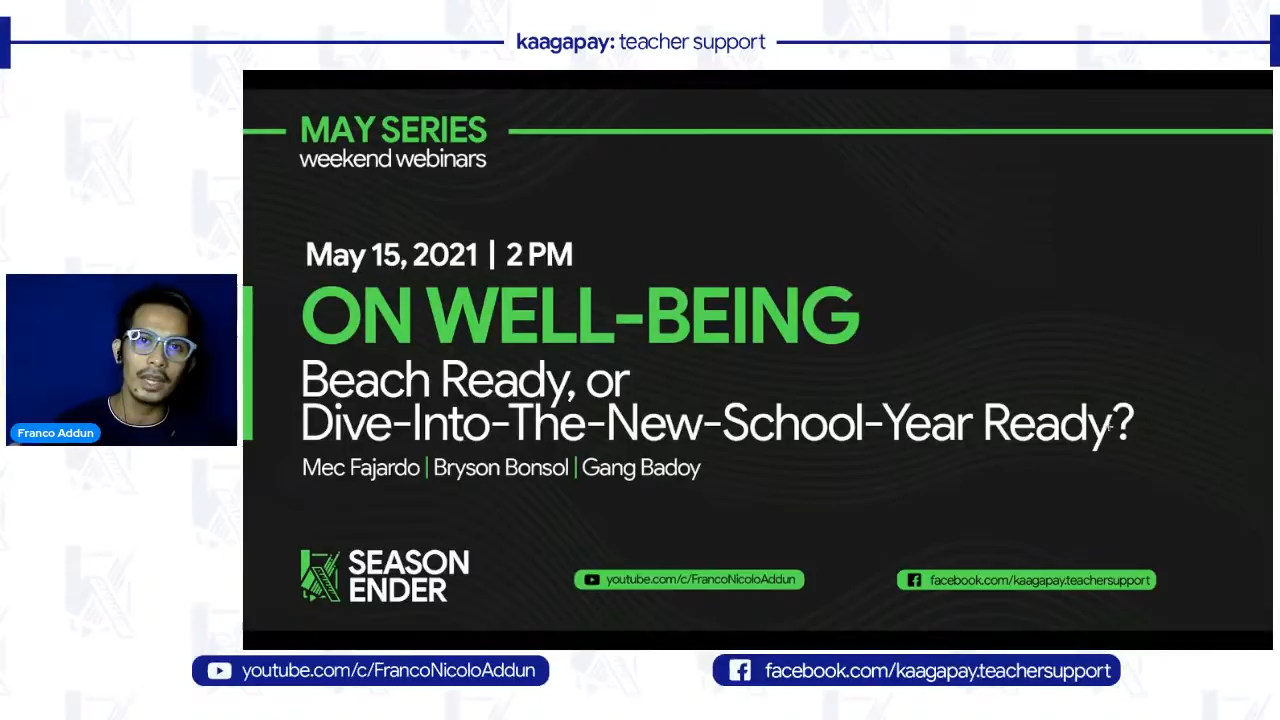 kaagapay: teacher support
MAY SERIES
weekend webinars
May 15, 2021 | 2 PM
ON WELL-BEING
Beach Ready, or
Dive-Into-The-New-School-Year Ready?
Mec Fajardo | Bryson Bonsol | Gang Badoy
Franco Addun
SEASON
ENDER
youtube.com/c/FrancoNicoloAddun
facebook.com/kaagapay.teachersupport
youtube.com/c/FrancoNicoloAddun
facebook.com/kaagapay.teachersupport